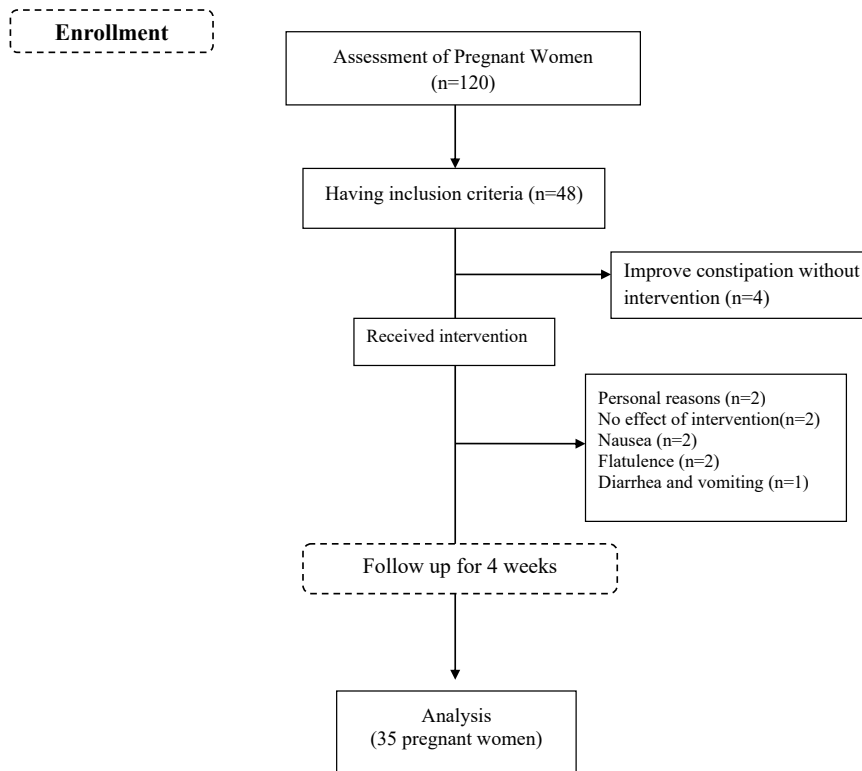 Enrollment
Assessment of Pregnant Women
(n=120)
Having inclusion criteria (n=48)
Improve constipation without
intervention (n=4)
Received intervention
Personal reasons (n=2)
No effect of intervention(n=2)
Nausea (n=2)
Flatulence (n=2)
Diarrhea and vomiting (n=1)
Follow up for 4 weeks
Analysis
(35 pregnant women)